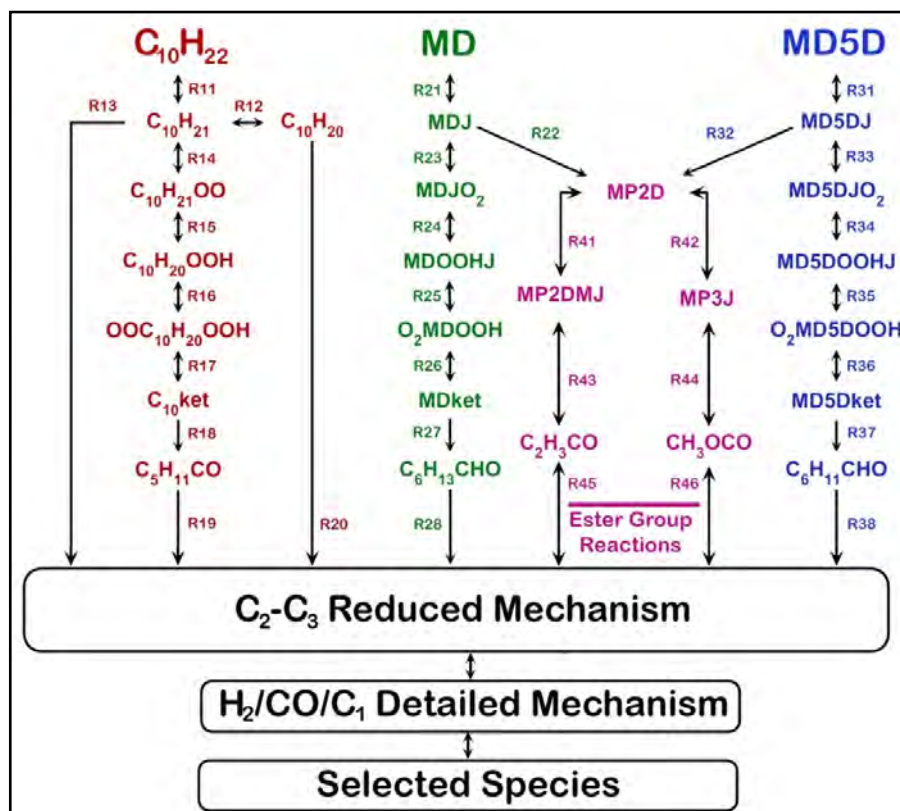 C₁₀H₂₂ MD MD5D
R11 R21 R31
R13 R12 R22 R32
C₁₀H₂₁ C₁₀H₂₀ MDJ MD5DJ
R14 R23 R33
C₁₀H₂₁OO MDJO₂ MP2D MD5DJO₂
R15 R24 R41 R42 R34
C₁₀H₂₀OOH MDOOHJ MD5DOOHJ
R16 R25 MP2DMJ MP3J R35
OOC₁₀H₂₀OOH O₂MDOOH O₂MD5DOOH
R17 R26 R43 R44 R36
C₁₀ket MDket MD5Dket
R18 R27 R37
C₂H₃CO CH₃OCO
C₅H₁₁CO C₆H₁₃CHO C₆H₁₁CHO
R45 R46
R19 R20 R28 Ester Group R38
Reactions
C₂-C₃ Reduced Mechanism
H₂/CO/C₁ Detailed Mechanism
Selected Species